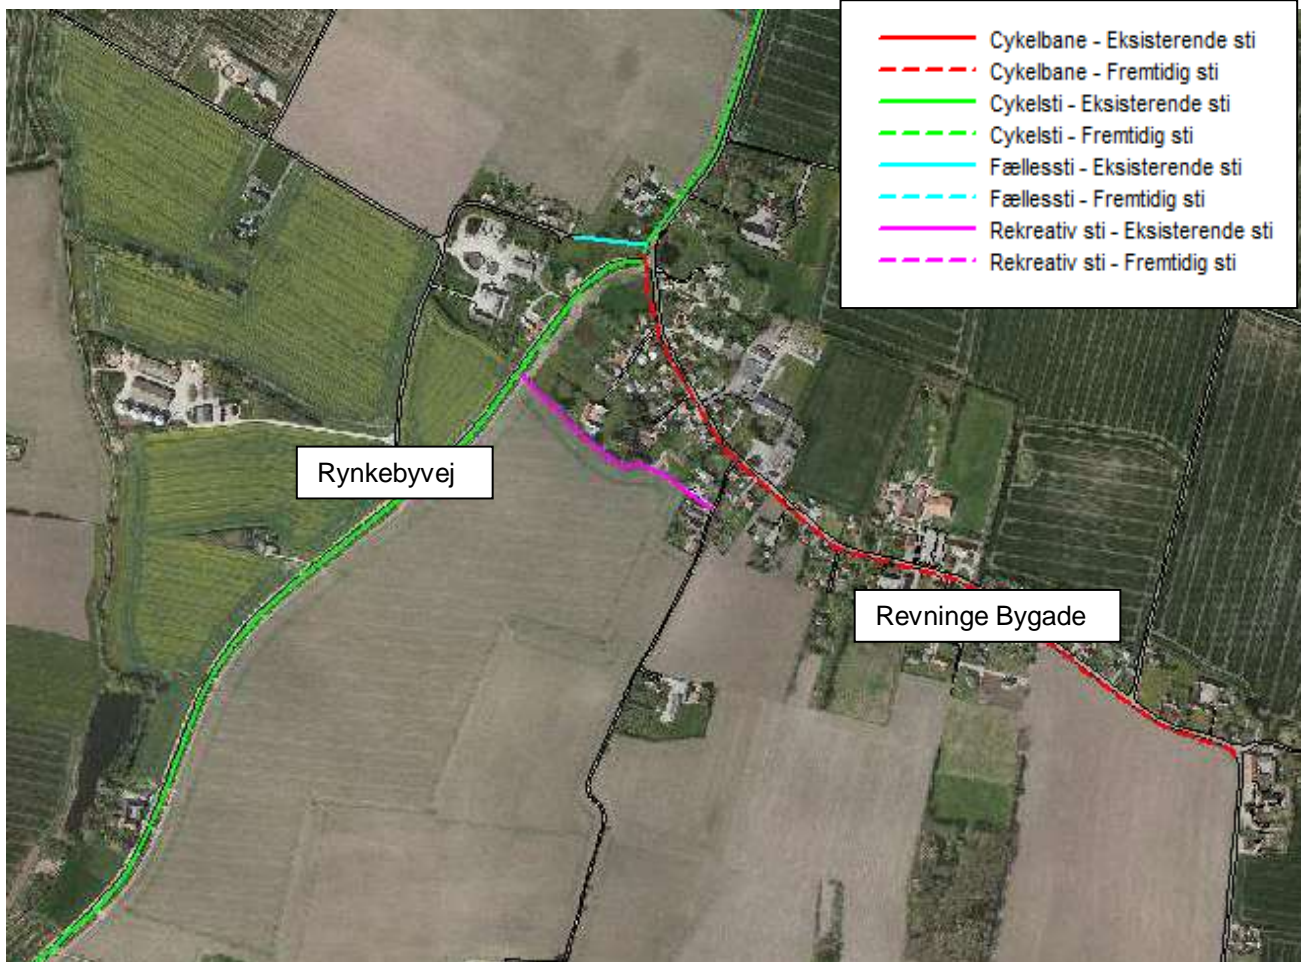 Cykelbane - Eksisterende sti
Cykelbane - Fremtidig sti
Cykelsti - Eksisterende sti
Cykelsti - Fremtidig sti
Fællessti - Eksisterende sti
Fællessti - Fremtidig sti
Rekreativ sti - Eksisterende sti
Rekreativ sti - Fremtidig sti
Rynkebyvej
Revninge Bygade